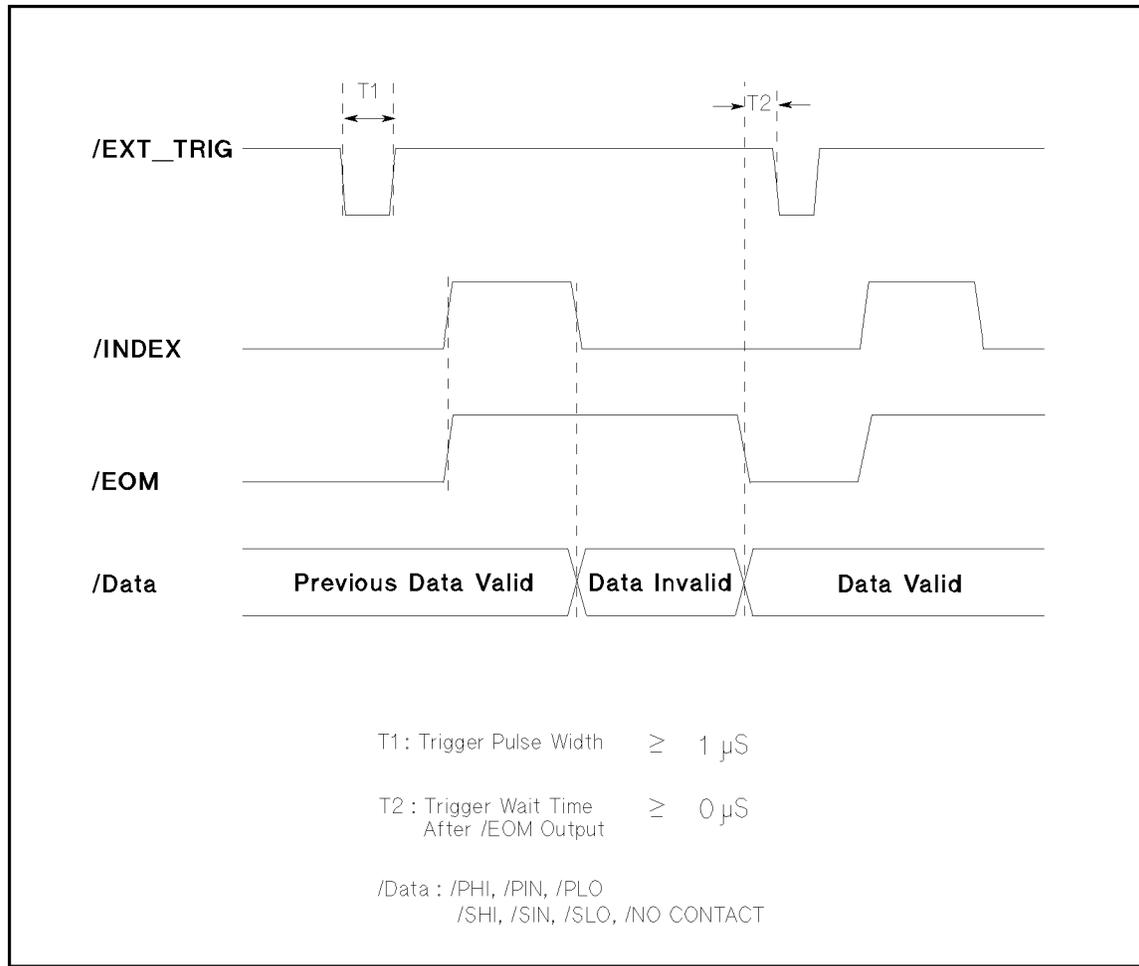 T1
T2
/EXT_TRIG
/INDEX
/EOM
/Data
Previous Data Valid
Data Invalid
Data Valid
T1 : Trigger Pulse Width ≥ 1 µS
T2 : Trigger Wait Time ≥ 0 µS
After /EOM Output
/Data : /PHI, /PIN, /PLO
/SHI, /SIN, /SLO, /NO CONTACT